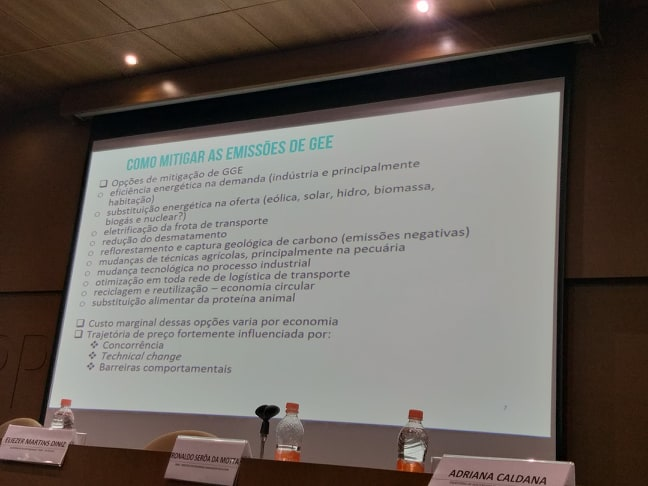 COMO MITIGAR AS EMISSÕES DE GEE
❑ Opções de mitigação de GGE
o eficiência energética na demanda (indústria e principalmente
habitação)
o substituição energética na oferta (eólica, solar, hidro, biomassa,
biogás e nuclear?)
o eletrificação da frota de transporte
o redução do desmatamento
o reflorestamento e captura geológica de carbono (emissões negativas)
o mudanças de técnicas agrícolas, principalmente na pecuária
o mudança tecnológica no processo industrial
o otimização em toda rede de logística de transporte
o reciclagem e reutilização – economia circular
o substituição alimentar da proteína animal
❑ Custo marginal dessas opções varia por economia
❑ Trajetória de preço fortemente influenciada por:
❖ Concorrência
❖ Technical change
❖ Barreiras comportamentais
7
ELIEZER MARTINS DINIZ
RONALDO SERÔA DA MOTTA
ADRIANA CALDANA